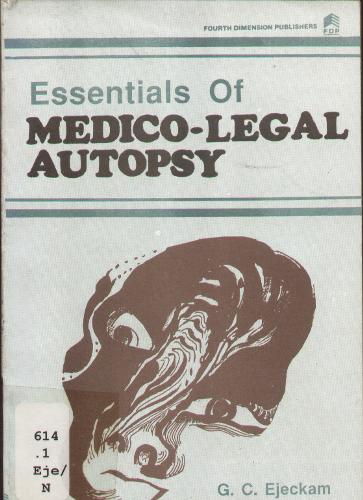 FOURTH DIMENSION PUBLISHERS
FDP
Essentials Of
MEDICO-LEGAL
AUTOPSY
614
.1
Eje/
N
G. C. Ejeckam